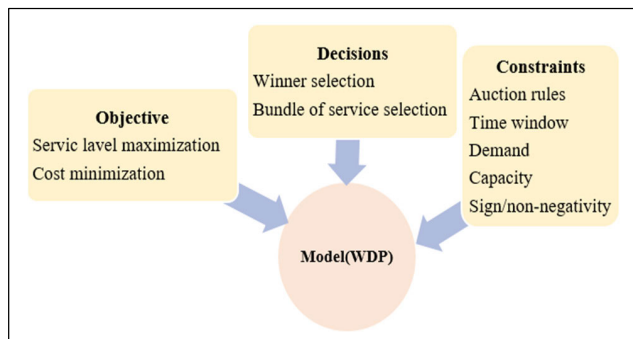 Objective
Servic lavel maximization
Cost minimization
Decisions
Winner selection
Bundle of service selection
Constraints
Auction rules
Time window
Demand
Capacity
Sign/non-negativity
Model(WDP)